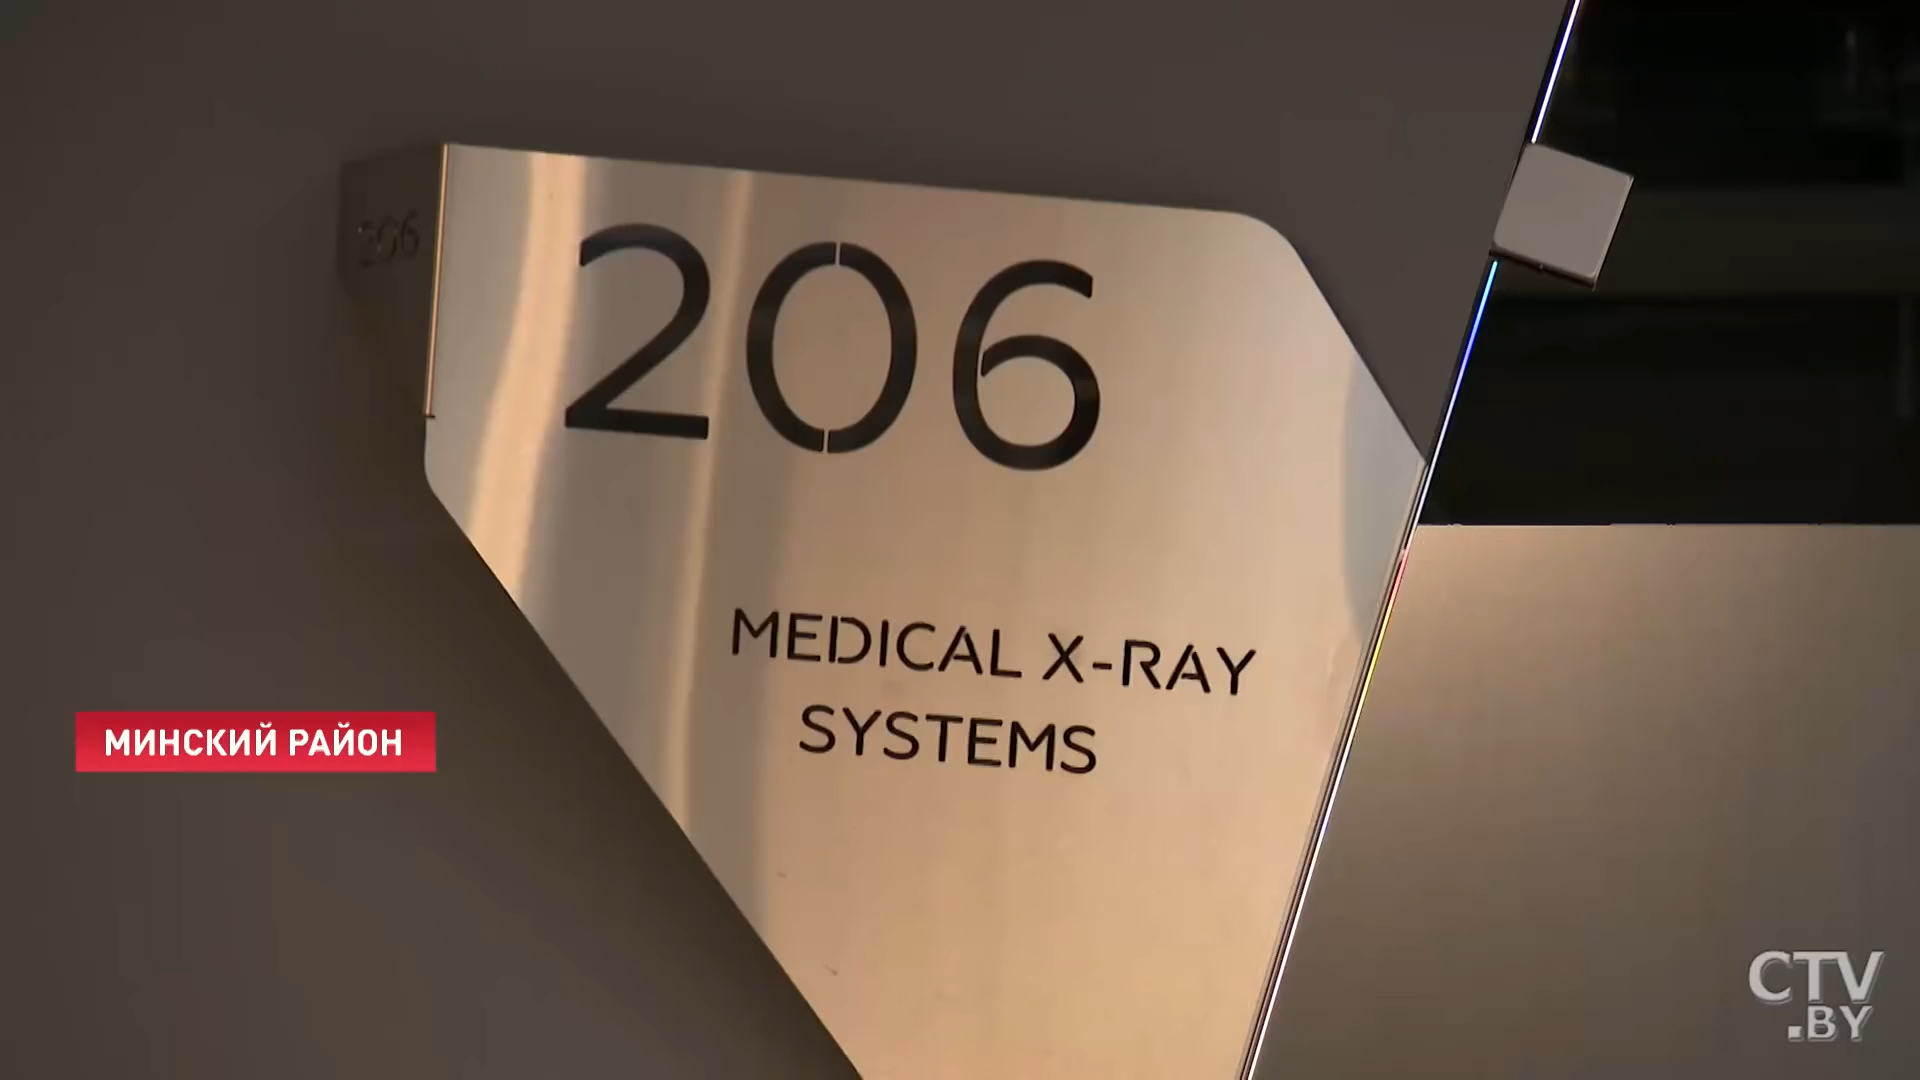 206
206
MEDICAL X-RAY
SYSTEMS
МИНСКИЙ РАЙОН
CTV
.BY